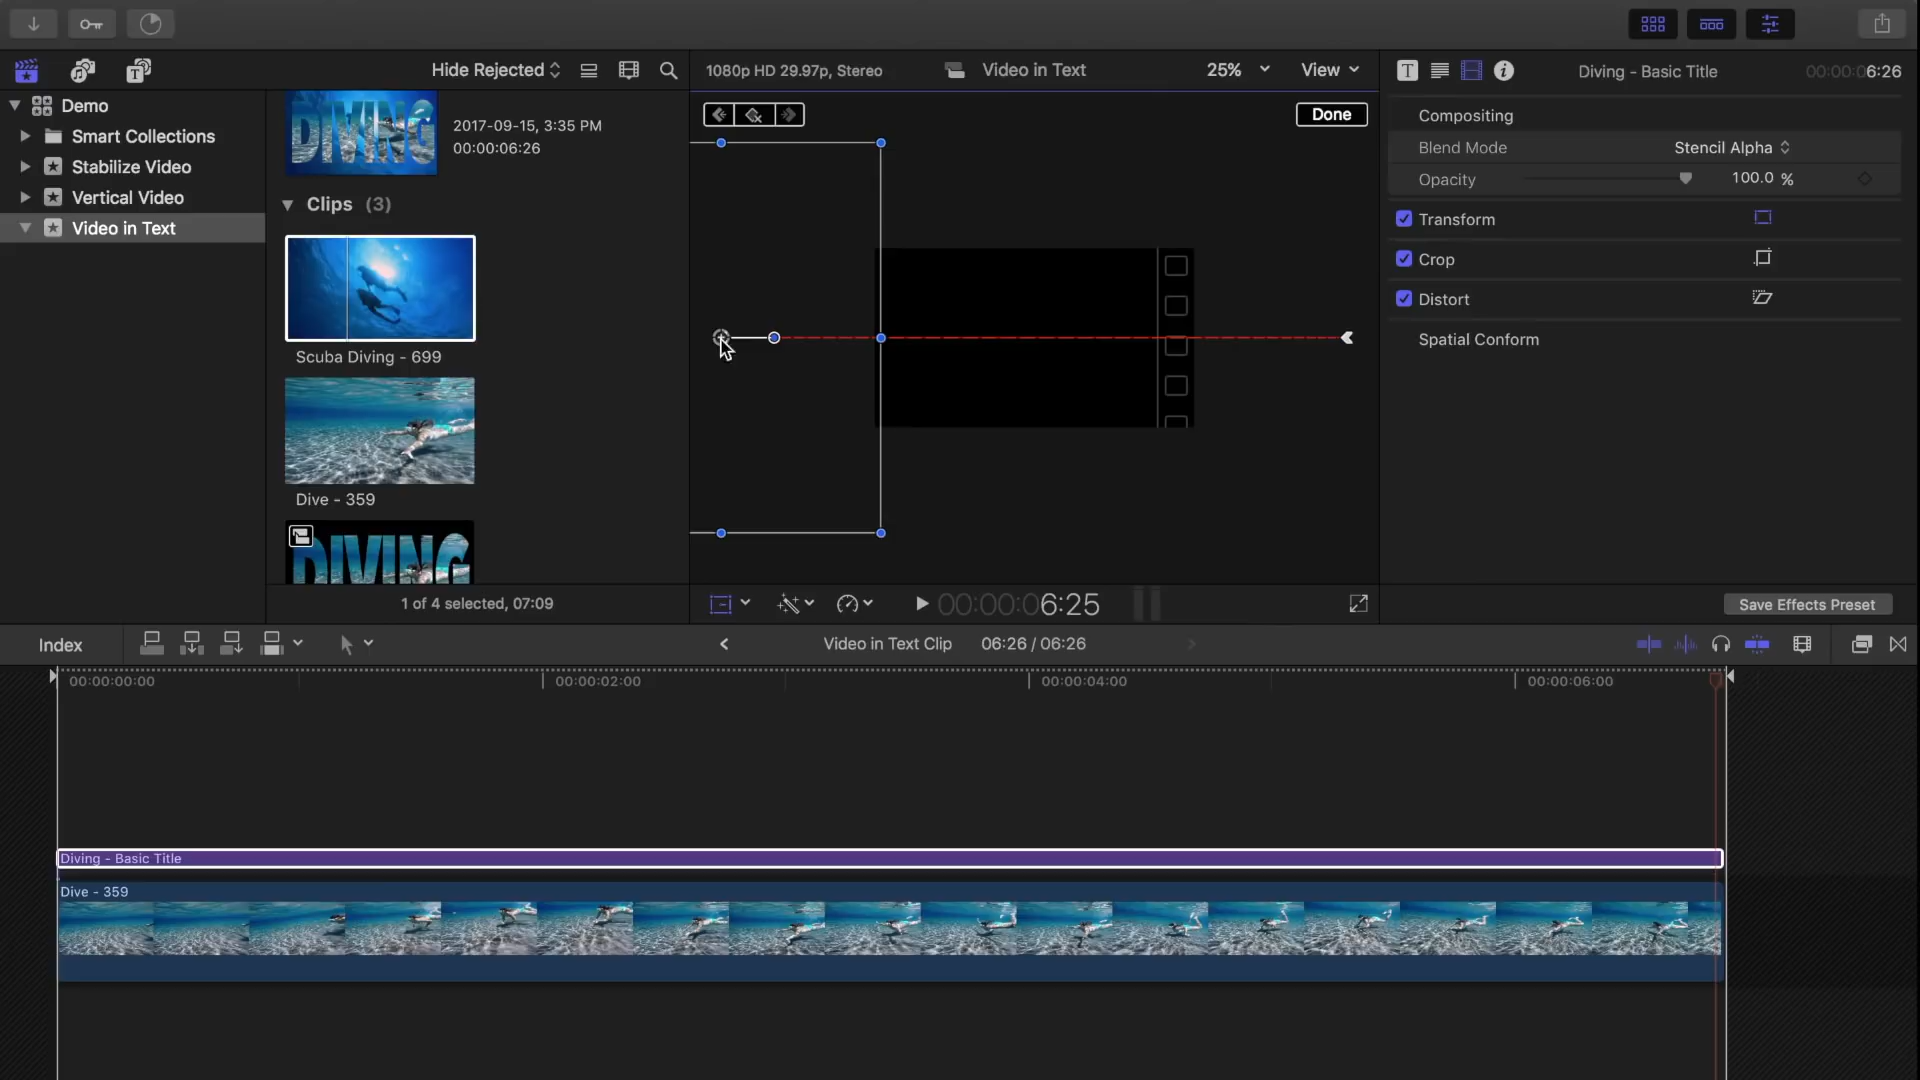 Hide Rejected
1080p HD 29.97p, Stereo
Video in Text
25%
View
Diving - Basic Title
00:00:06:26
Demo
Smart Collections
Stabilize Video
Vertical Video
Video in Text
DIVING
2017-09-15, 3:35 PM
00:00:06:26
Clips (3)
Scuba Diving - 699
Dive - 359
DIVING
1 of 4 selected, 07:09
Done
00:00:06:25
Compositing
Blend Mode
Stencil Alpha
Opacity
100.0 %
Transform
Crop
Distort
Spatial Conform
Save Effects Preset
Index
Video in Text Clip
06:26 / 06:26
00:00:00:00
00:00:02:00
00:00:04:00
00:00:06:00
Diving - Basic Title
Dive - 359